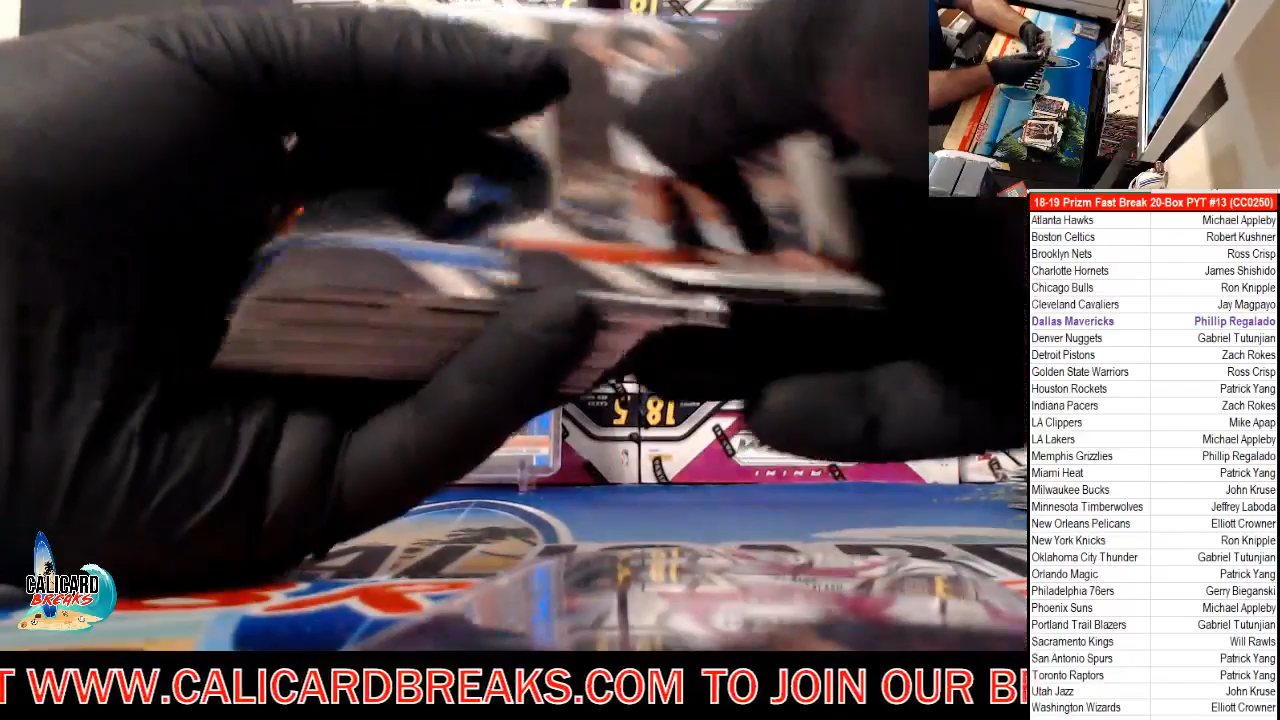 18-19 Prizm Fast Break 20-Box PYT #13 (CC0250)
Atlanta Hawks Michael Appleby
Boston Celtics Robert Kushner
Brooklyn Nets Ross Crisp
Charlotte Hornets James Shishido
Chicago Bulls Ron Knipple
Cleveland Cavaliers Jay Magpayo
Dallas Mavericks Phillip Regalado
Denver Nuggets Gabriel Tutunjian
Detroit Pistons Zach Rokes
Golden State Warriors Ross Crisp
Houston Rockets Patrick Yang
Indiana Pacers Zach Rokes
LA Clippers Mike Apap
LA Lakers Michael Appleby
Memphis Grizzlies Phillip Regalado
Miami Heat Patrick Yang
Milwaukee Bucks John Kruse
Minnesota Timberwolves Jeffrey Laboda
New Orleans Pelicans Elliott Crowner
New York Knicks Ron Knipple
Oklahoma City Thunder Gabriel Tutunjian
Orlando Magic Patrick Yang
Philadelphia 76ers Gerry Bieganski
Phoenix Suns Michael Appleby
Portland Trail Blazers Gabriel Tutunjian
Sacramento Kings Will Rawls
San Antonio Spurs Patrick Yang
Toronto Raptors Patrick Yang
Utah Jazz John Kruse
Washington Wizards Elliott Crowner
18 5
MINI
CALICARD
BREAKS
T WWW.CALICARDBREAKS.COM TO JOIN OUR